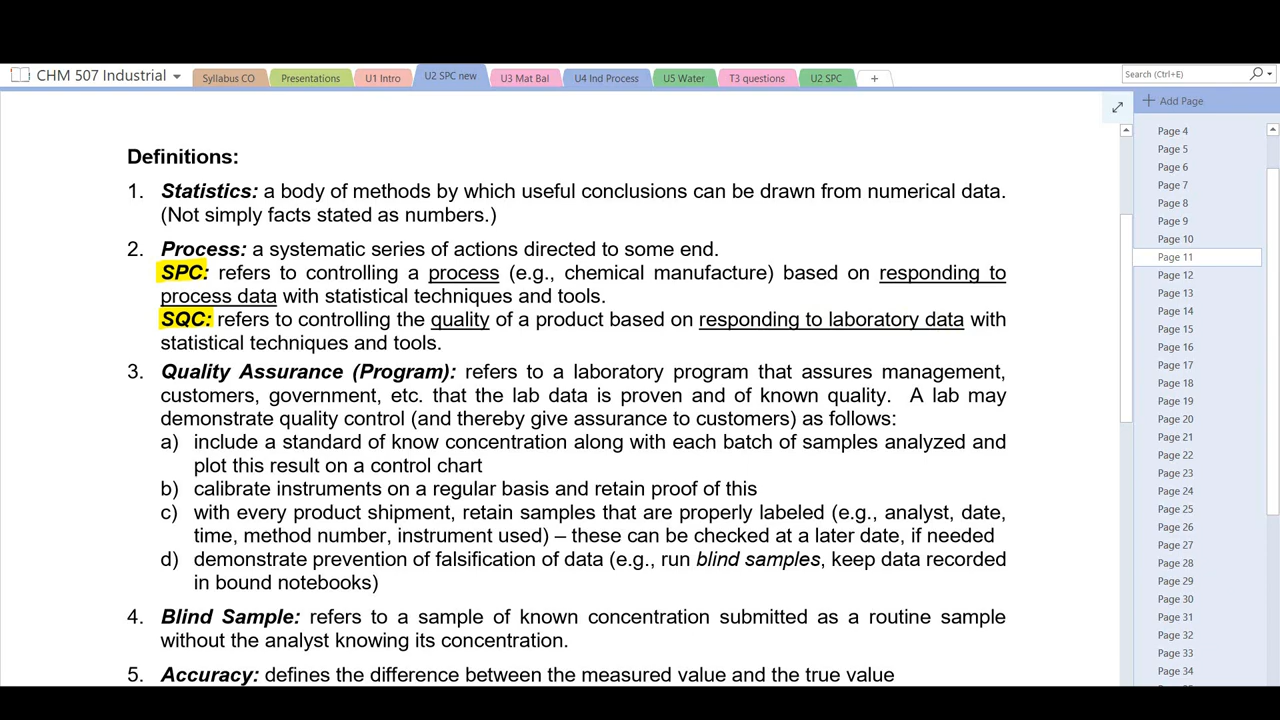 CHM 507 Industrial
Syllabus CO
Presentations
U1 Intro
U2 SPC new
U3 Mat Bal
U4 Ind Process
U5 Water
T3 questions
U2 SPC
Search (Ctrl+E)
Add Page
Definitions:
1. Statistics: a body of methods by which useful conclusions can be drawn from numerical data.
(Not simply facts stated as numbers.)
2. Process: a systematic series of actions directed to some end.
SPC: refers to controlling a process (e.g., chemical manufacture) based on responding to
process data with statistical techniques and tools.
SQC: refers to controlling the quality of a product based on responding to laboratory data with
statistical techniques and tools.
3. Quality Assurance (Program): refers to a laboratory program that assures management,
customers, government, etc. that the lab data is proven and of known quality. A lab may
demonstrate quality control (and thereby give assurance to customers) as follows:
a) include a standard of know concentration along with each batch of samples analyzed and
plot this result on a control chart
b) calibrate instruments on a regular basis and retain proof of this
c) with every product shipment, retain samples that are properly labeled (e.g., analyst, date,
time, method number, instrument used) – these can be checked at a later date, if needed
d) demonstrate prevention of falsification of data (e.g., run blind samples, keep data recorded
in bound notebooks)
4. Blind Sample: refers to a sample of known concentration submitted as a routine sample
without the analyst knowing its concentration.
5. Accuracy: defines the difference between the measured value and the true value
Page 4
Page 5
Page 6
Page 7
Page 8
Page 9
Page 10
Page 11
Page 12
Page 13
Page 14
Page 15
Page 16
Page 17
Page 18
Page 19
Page 20
Page 21
Page 22
Page 23
Page 24
Page 25
Page 26
Page 27
Page 28
Page 29
Page 30
Page 31
Page 32
Page 33
Page 34